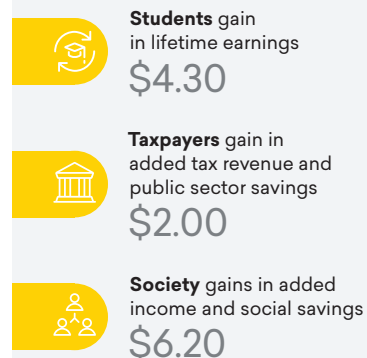 Students gain
in lifetime earnings
$4.30
Taxpayers gain in
added tax revenue and
public sector savings
$2.00
Society gains in added
income and social savings
$6.20